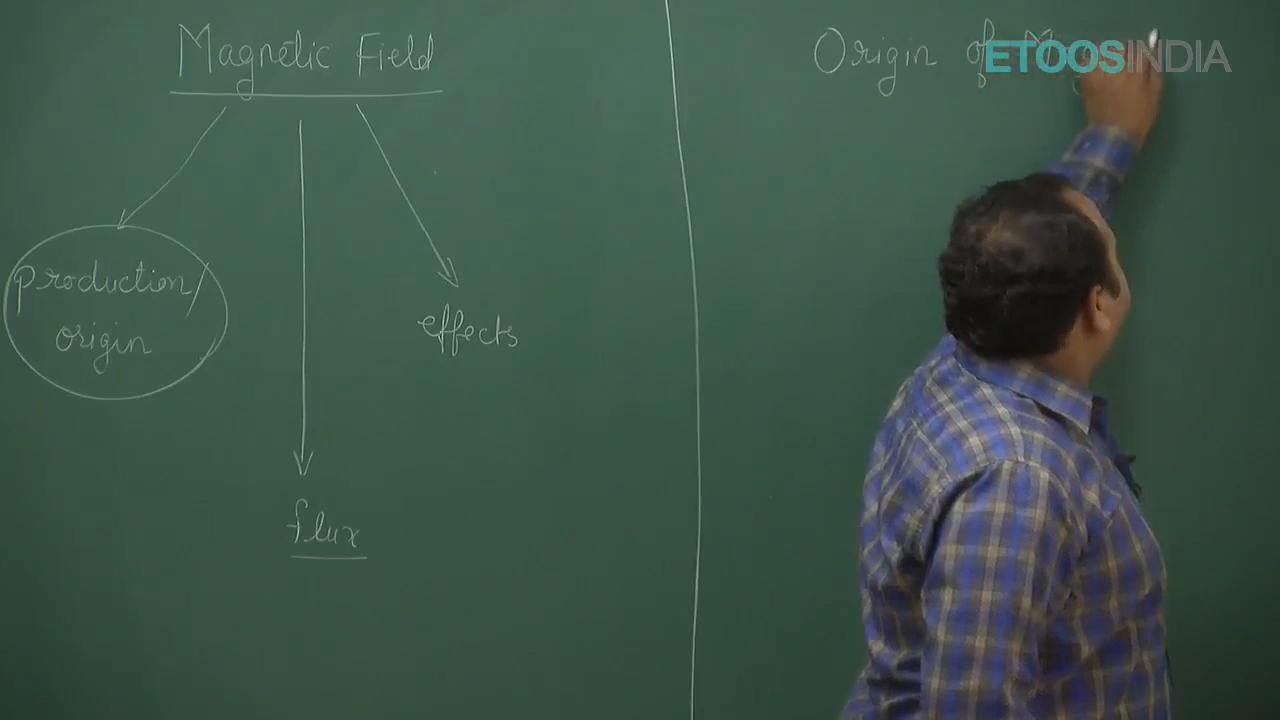 Magnetic Field
production/
origin
effects
flux
Origin of
ETOOSINDIA